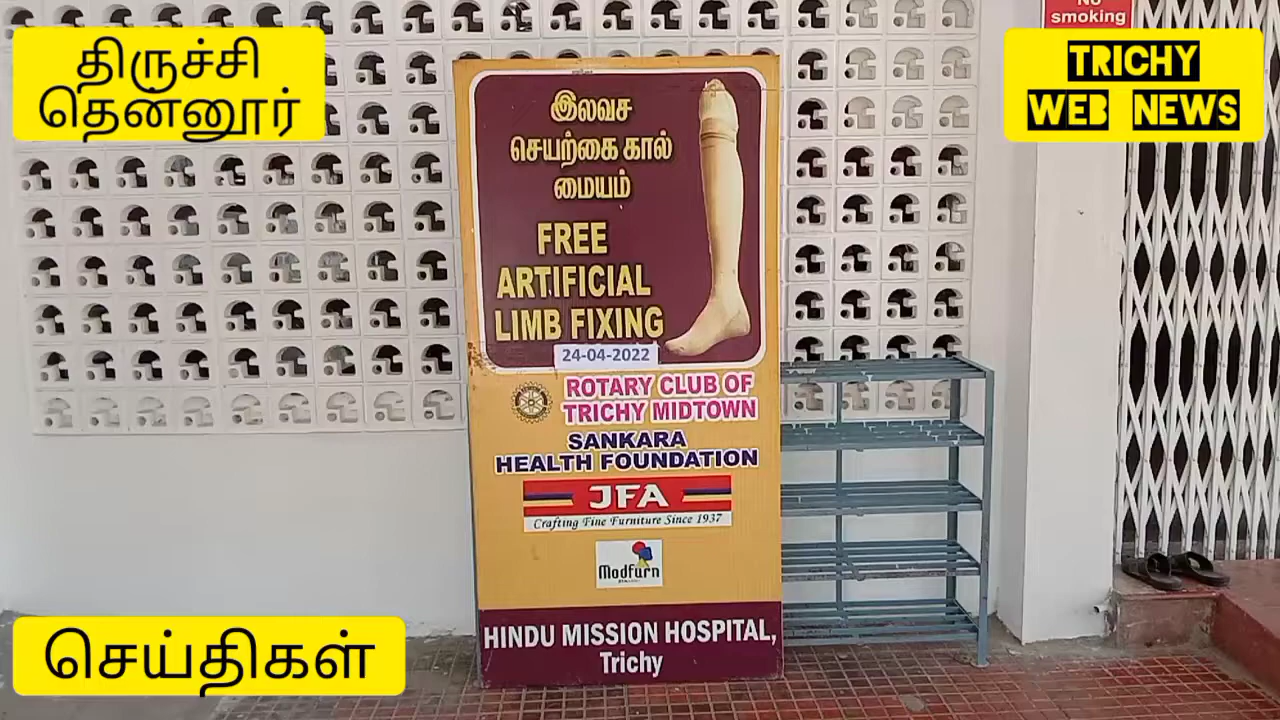 திருச்சி
தென்னூர்
TRICHY
WEB NEWS
No
smoking
இலவச
செயற்கை கால்
மையம்
FREE
ARTIFICIAL
LIMB FIXING
24-04-2022
ROTARY CLUB OF
TRICHY MIDTOWN
SANKARA
HEALTH FOUNDATION
JFA
Crafting Fine Furniture Since 1937
Modfurn
HINDU MISSION HOSPITAL,
Trichy
செய்திகள்